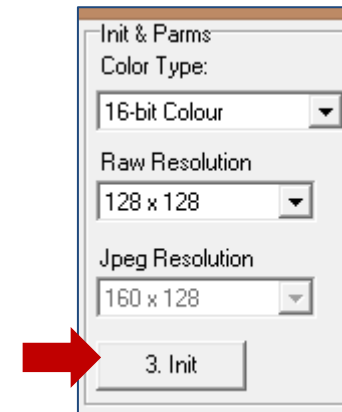 Init & Parms
Color Type:
16-bit Colour
Raw Resolution
128 x 128
Jpeg Resolution
160 x 128
3. Init